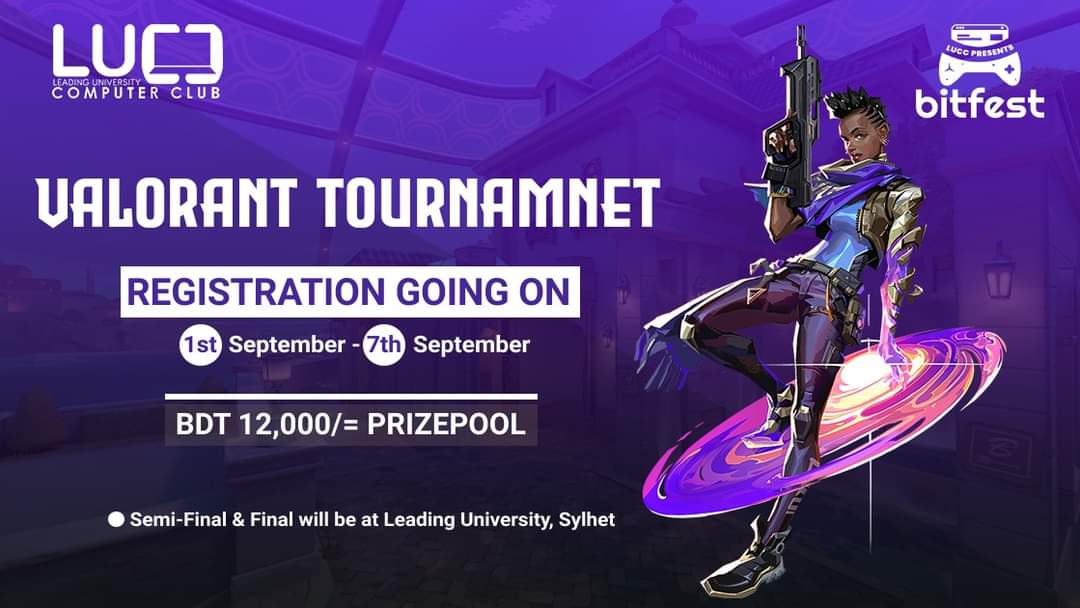 LUCC
LEADING UNIVERSITY
COMPUTER CLUB
LUCC PRESENTS
bitfest
VALORANT TOURNAMNET
REGISTRATION GOING ON
1st September - 7th September
BDT 12,000/= PRIZEPOOL
Semi-Final & Final will be at Leading University, Sylhet